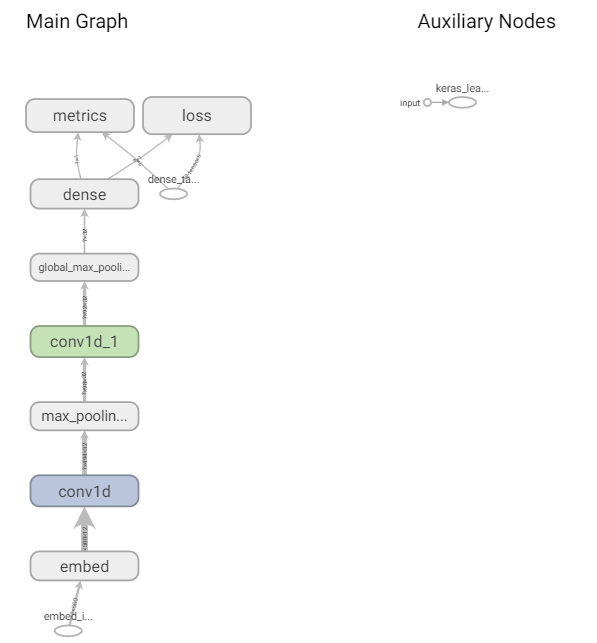 Main Graph
Auxiliary Nodes
keras_lea...
input
metrics
loss
dense_ta...
dense
global_max_pooli...
conv1d_1
max_poolin...
conv1d
embed
embed_i...